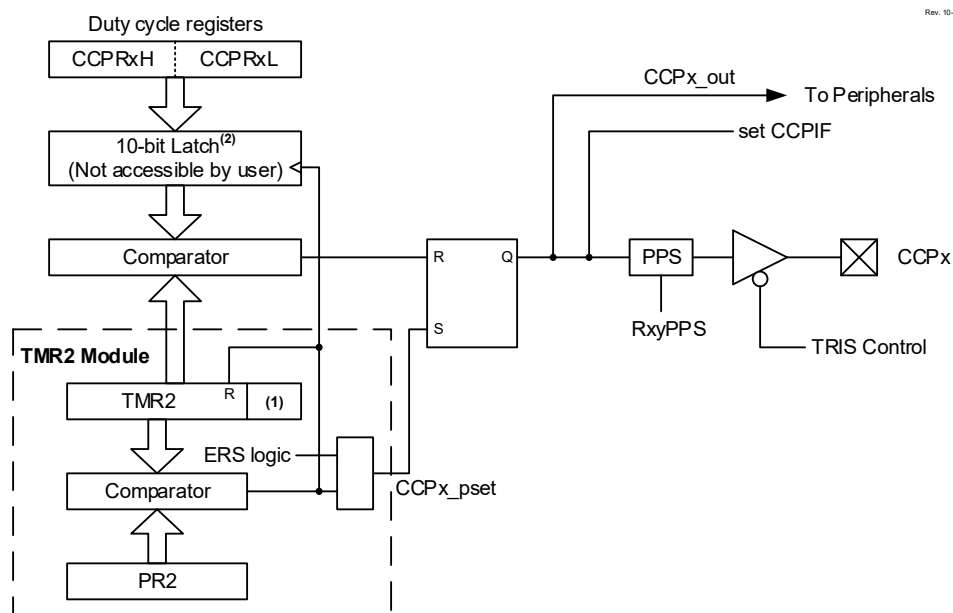 Rev. 10-
Duty cycle registers
CCPRxH CCPRxL
CCPx_out
To Peripherals
10-bit Latch(2)
(Not accessible by user)
set CCPIF
Comparator
R
Q
PPS
CCPx
RxyPPS
S
TRIS Control
TMR2 Module
R
TMR2
(1)
ERS logic
Comparator
CCPx_pset
PR2